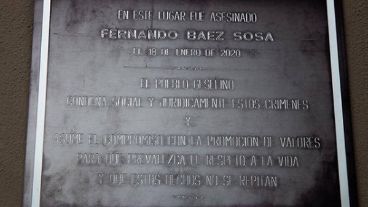 EN ESTE LUGAR FUE ASESINADO
FERNANDO BAEZ SOSA
EL 18 DE ENERO DE 2020
EL PUEBLO GESELINO
CONDENA SOCIAL Y JURIDICAMENTE ESTOS CRIMENES
Y
ASUME EL COMPROMISO CON LA PROMOCION DE VALORES
PARA QUE PREVALEZCA EL RESPETO A LA VIDA
Y QUE ESTOS HECHOS NO SE REPITAN